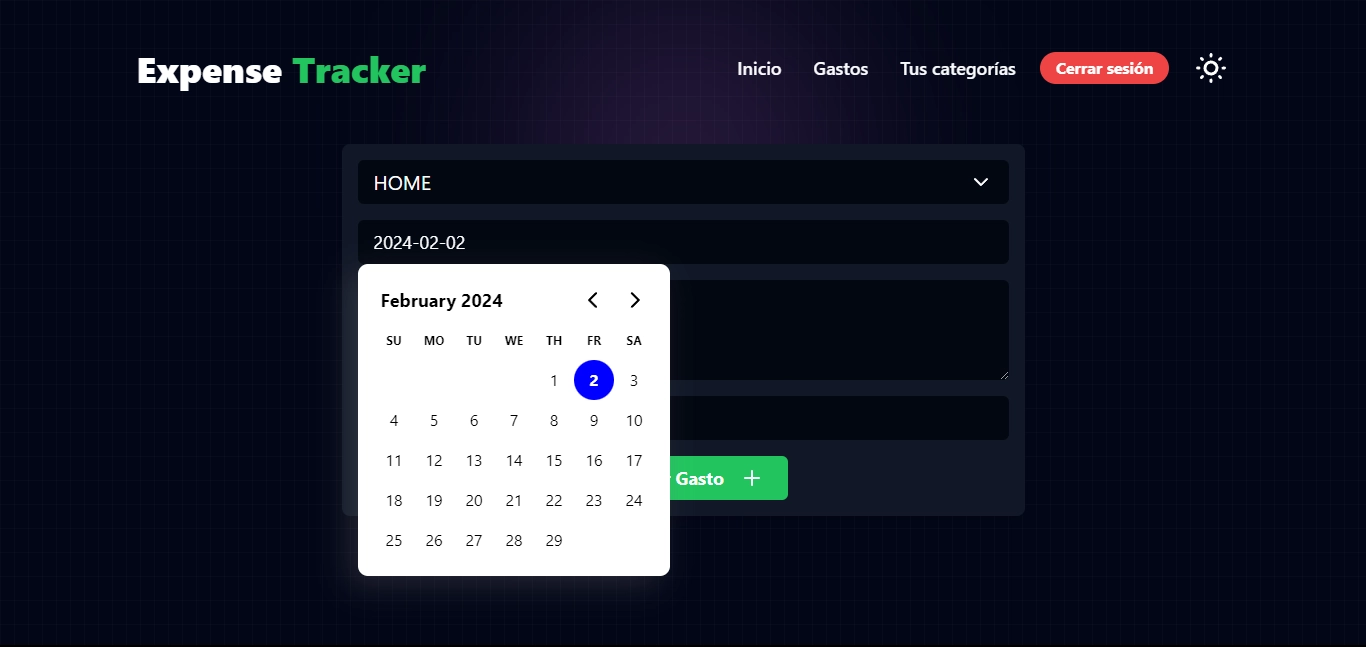 Expense Tracker
Inicio Gastos Tus categorías Cerrar sesión
HOME
2024-02-02
February 2024
SU MO TU WE TH FR SA
1 2 3
4 5 6 7 8 9 10
11 12 13 14 15 16 17
Gasto
18 19 20 21 22 23 24
25 26 27 28 29